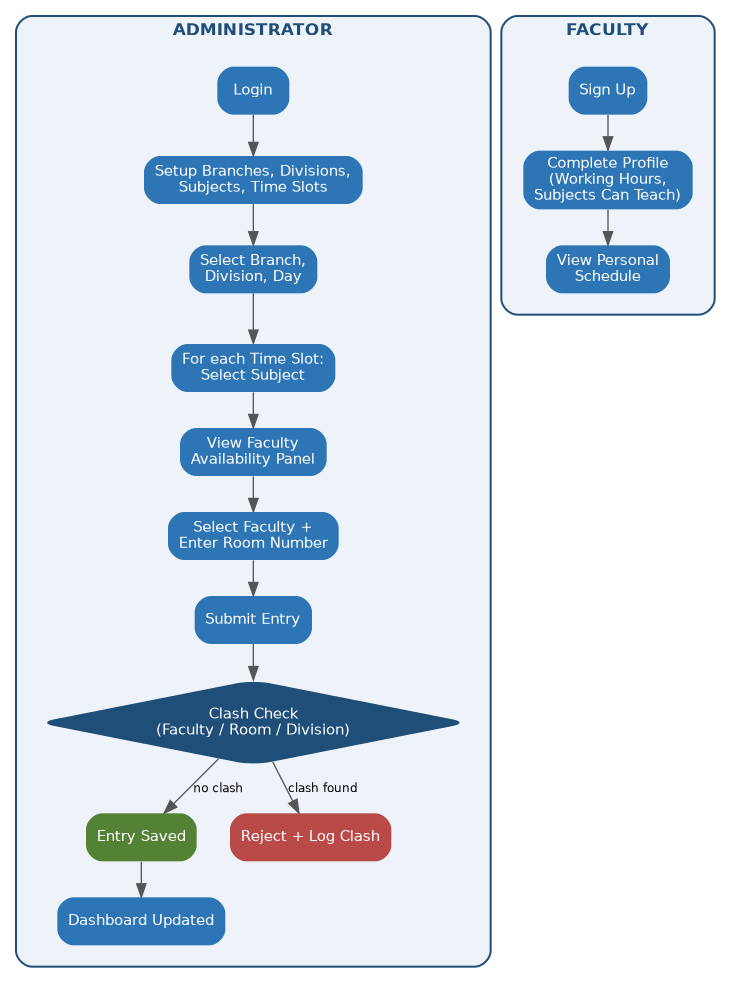 ADMINISTRATOR
Login
Setup Branches, Divisions,
Subjects, Time Slots
Select Branch,
Division, Day
For each Time Slot:
Select Subject
View Faculty
Availability Panel
Select Faculty +
Enter Room Number
Submit Entry
Clash Check
(Faculty / Room / Division)
no clash
clash found
Entry Saved
Reject + Log Clash
Dashboard Updated
FACULTY
Sign Up
Complete Profile
(Working Hours,
Subjects Can Teach)
View Personal
Schedule